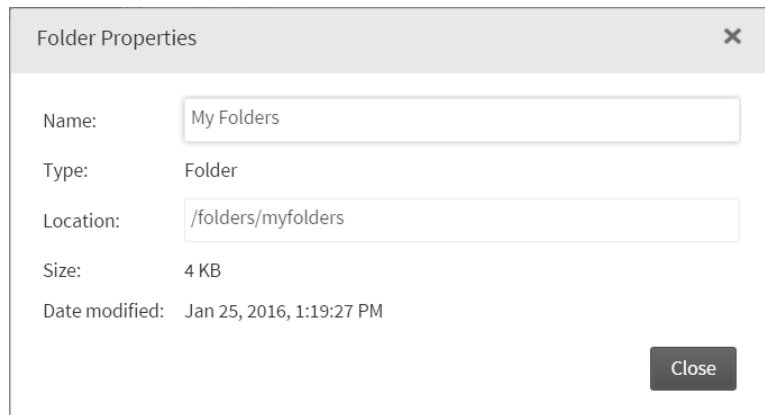 Folder Properties
Name: My Folders
Type: Folder
Location: /folders/myfolders
Size: 4 KB
Date modified: Jan 25, 2016, 1:19:27 PM
Close